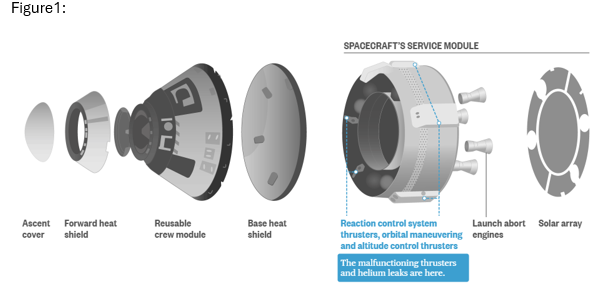 Figure1:
SPACECRAFT'S SERVICE MODULE
Ascent
cover
Forward heat
shield
Reusable
crew module
Base heat
shield
Reaction control system
thrusters, orbital maneuvering
and altitude control thrusters
The malfunctioning thrusters
and helium leaks are here.
Launch abort
engines
Solar array